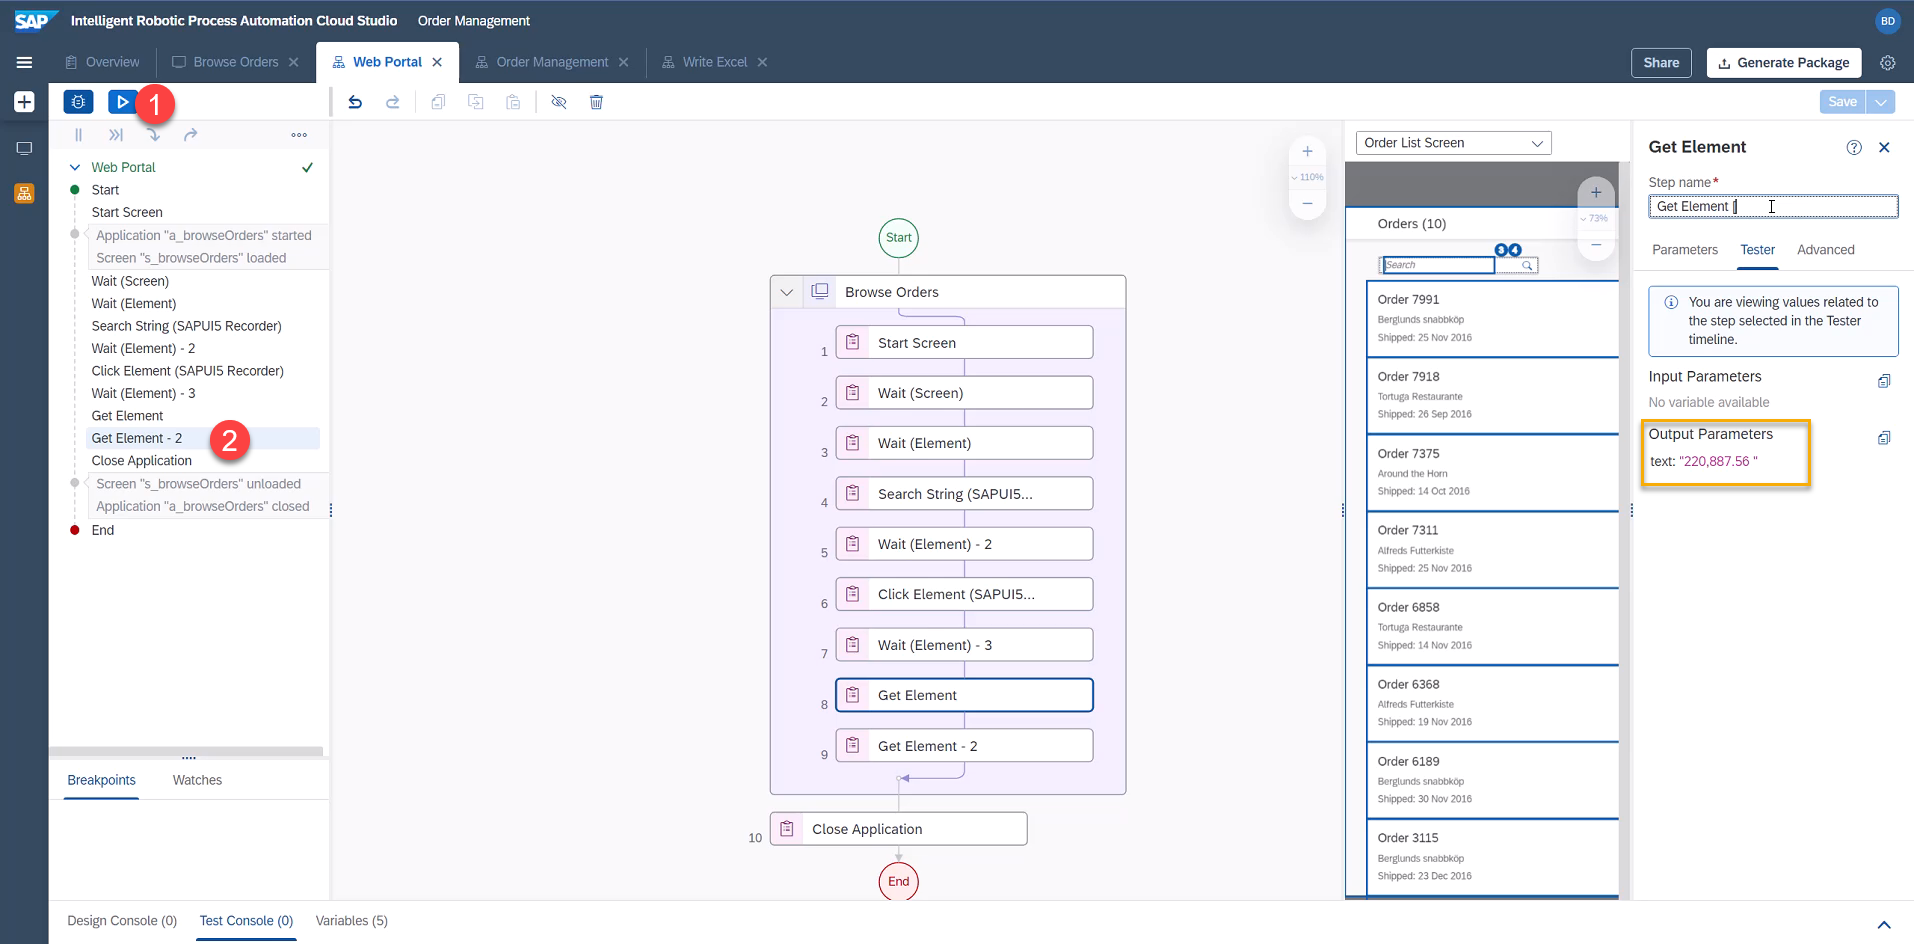 SAP Intelligent Robotic Process Automation Cloud Studio Order Management BD
Overview Browse Orders Web Portal Order Management Write Excel Share Generate Package
1
Save
Web Portal
Start
Start Screen
Application "a_browseOrders" started
Screen "s_browseOrders" loaded
Wait (Screen)
Wait (Element)
Search String (SAPUI5 Recorder)
Wait (Element) - 2
Click Element (SAPUI5 Recorder)
Wait (Element) - 3
Get Element
Get Element - 2
2
Close Application
Screen "s_browseOrders" unloaded
Application "a_browseOrders" closed
End
Breakpoints Watches
110%
Start
Browse Orders
1 Start Screen
2 Wait (Screen)
3 Wait (Element)
4 Search String (SAPUI5...
5 Wait (Element) - 2
6 Click Element (SAPUI5...
7 Wait (Element) - 3
8 Get Element
9 Get Element - 2
10 Close Application
End
Order List Screen
73%
Orders (10)
3 4
Search
Order 7991
Berglunds snabbköp
Shipped: 25 Nov 2016
Order 7918
Tortuga Restaurante
Shipped: 26 Sep 2016
Order 7375
Around the Horn
Shipped: 14 Oct 2016
Order 7311
Alfreds Futterkiste
Shipped: 25 Nov 2016
Order 6858
Tortuga Restaurante
Shipped: 14 Nov 2016
Order 6368
Alfreds Futterkiste
Shipped: 19 Nov 2016
Order 6189
Berglunds snabbköp
Shipped: 30 Nov 2016
Order 3115
Berglunds snabbköp
Shipped: 23 Dec 2016
Get Element
Step name*
Get Element [
Parameters Tester Advanced
You are viewing values related to
the step selected in the Tester
timeline.
Input Parameters
No variable available
Output Parameters
text: "220,887.56 "
Design Console (0) Test Console (0) Variables (5)